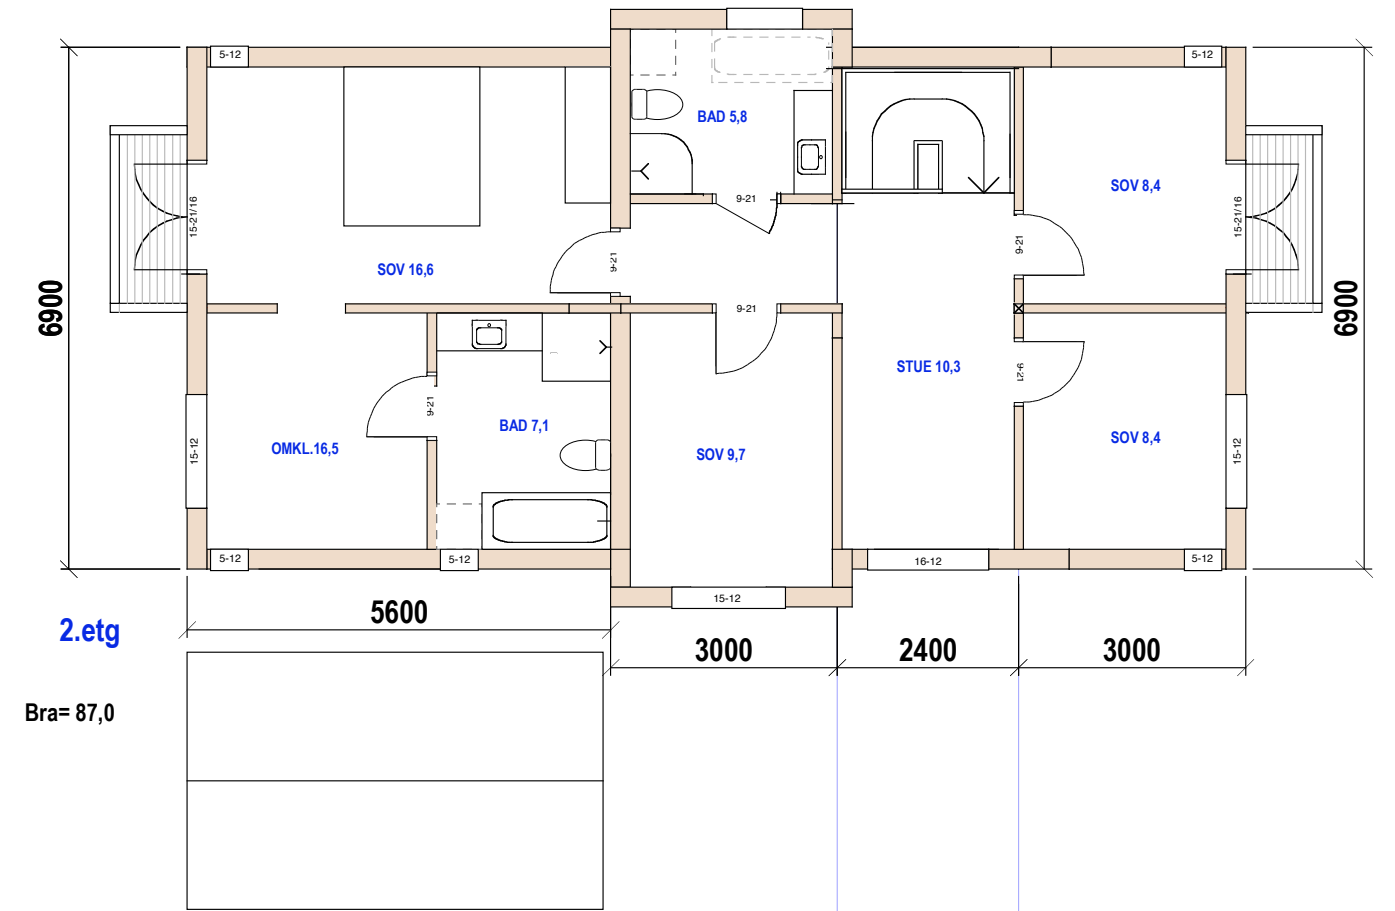 5-12
5-12
BAD 5,8
SOV 8,4
9-21
15-21/16
15-21/16
9-21
9-21
SOV 16,6
6900
6900
9-21
STUE 10,3
9-21
9-21
BAD 7,1
SOV 8,4
OMKL.16,5
SOV 9,7
15-12
15-12
5-12
5-12
16-12
5-12
15-12
5600
2.etg
3000
2400
3000
Bra= 87,0